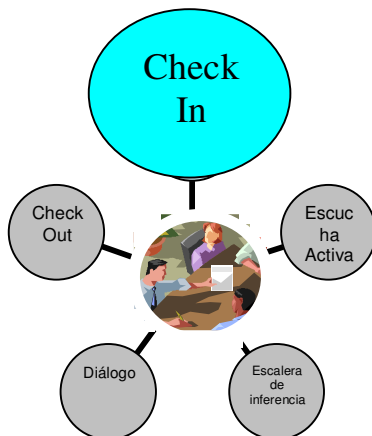 Check
In
Check
Out
Escuc
ha
Activa
Diálogo
Escalera
de
inferencia